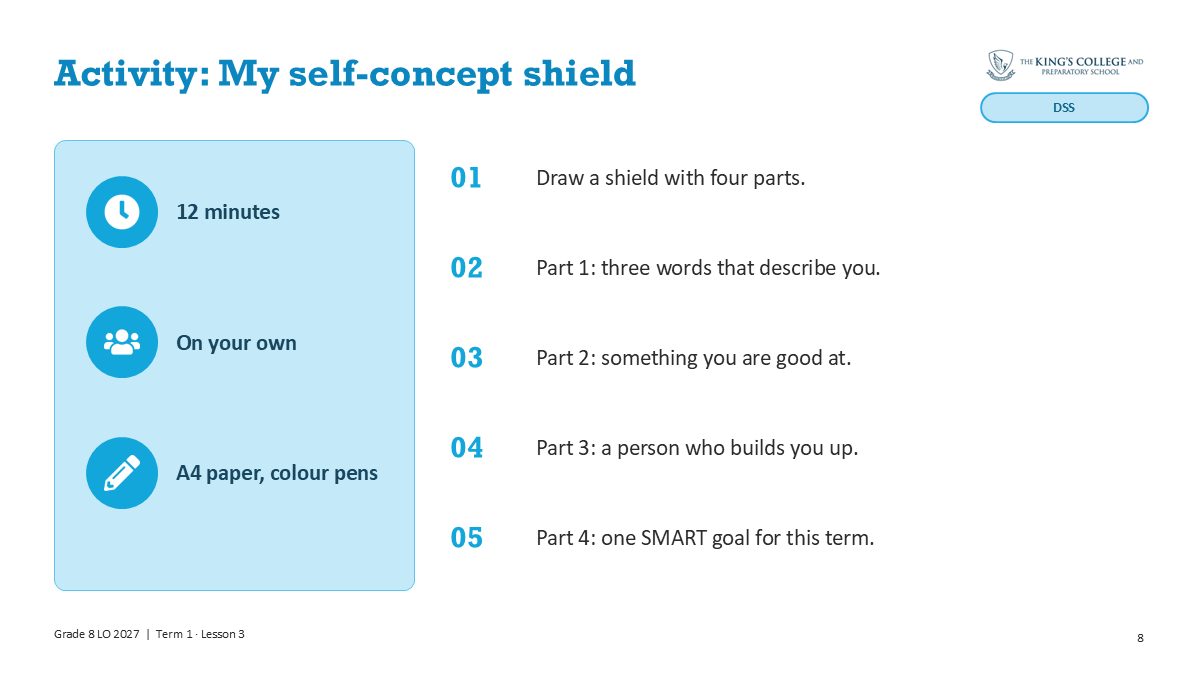 Activity: My self-concept shield
THE KING'S COLLEGE AND
PREPARATORY SCHOOL
DSS
12 minutes
On your own
A4 paper, colour pens
01 Draw a shield with four parts.
02 Part 1: three words that describe you.
03 Part 2: something you are good at.
04 Part 3: a person who builds you up.
05 Part 4: one SMART goal for this term.
Grade 8 LO 2027 | Term 1 · Lesson 3
8